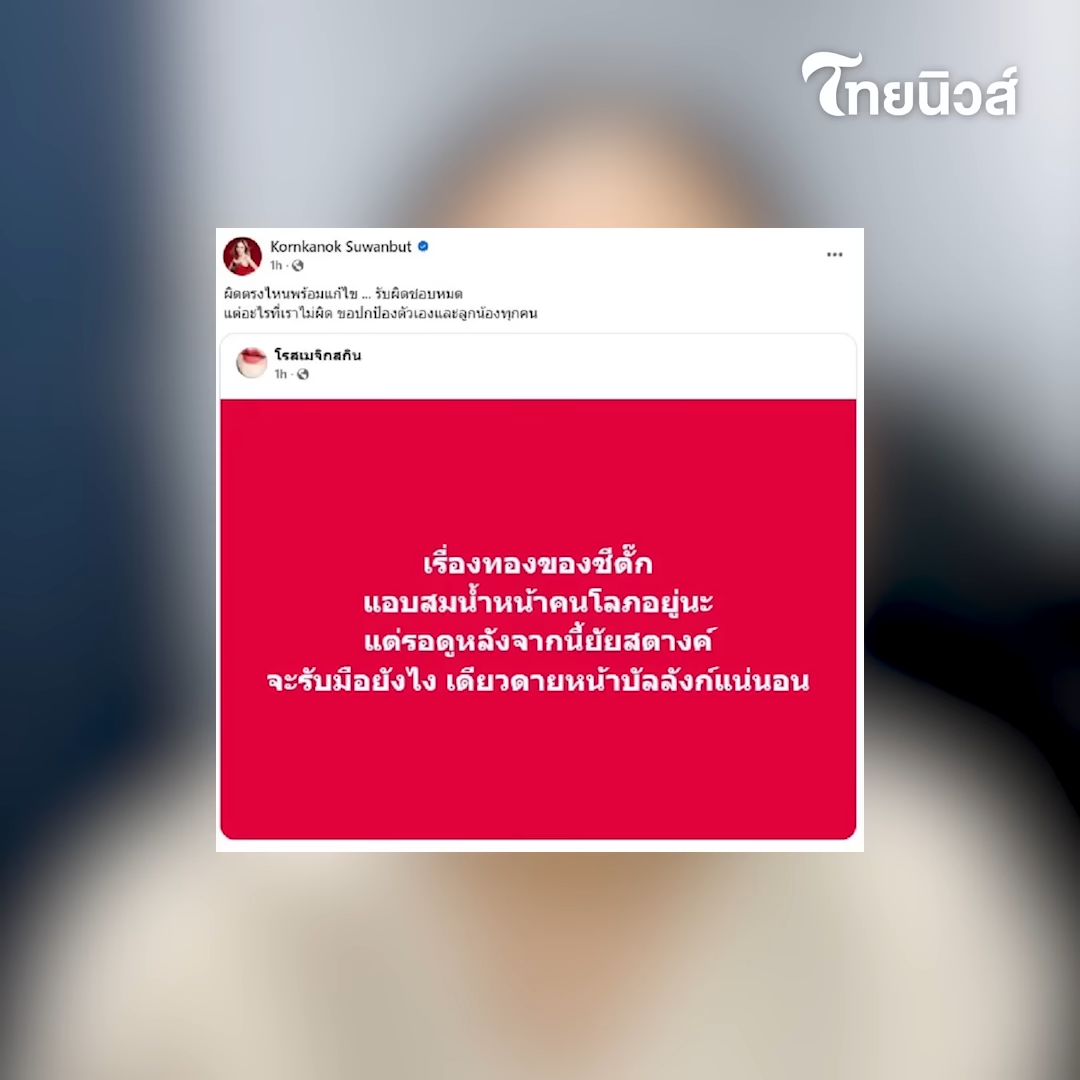 ไทยนิวส์
Kornkanok Suwanbut
1h
ผิดตรงไหนพร้อมแก้ไข ... รับผิดชอบหมด
แต่อะไรที่เราไม่ผิด ขอปกป้องตัวเองและลูกน้องทุกคน
โรสเมจิกสกิน
1h
เรื่องทองของซีดั๊ก
แอบสมน้ำหน้าคนโลภอยู่นะ
แต่รอดูหลังจากนี้ยัยสตางค์
จะรับมือยังไง เดียวดายหน้าบัลลังก์แน่นอน